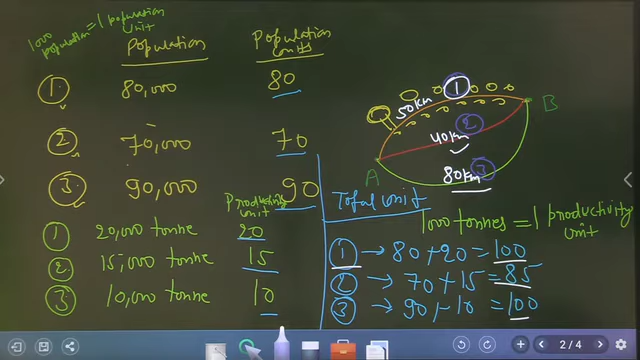 1000 population = 1 population unit
Population Population units
① 80,000 80
② 70,000 70
③ 90,000 90
Productivity unit
① 20,000 tonne 20
② 15,000 tonne 15
③ 10,000 tonne 10
50km ①
40km ②
80km ③
A
B
Total unit
1000 tonnes = 1 productivity unit
① → 80+20 = 100
② → 70+15 = 85
③ → 90+10 = 100
2 / 4